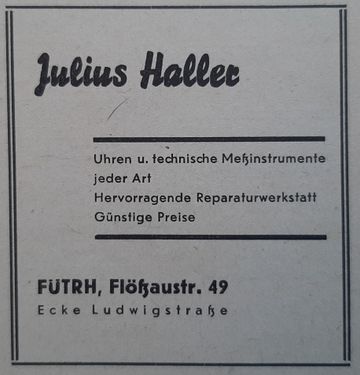 Julius Haller
Uhren u. technische Meßinstrumente
jeder Art
Hervorragende Reparaturwerkstatt
Günstige Preise
FÜTRH, Flößaustr. 49
Ecke Ludwigstraße